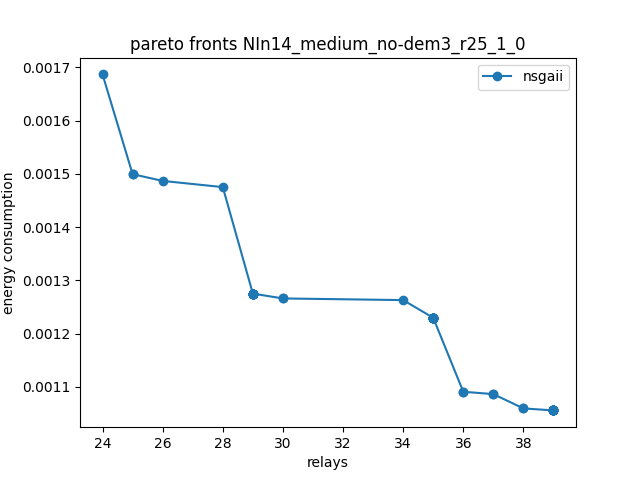 pareto fronts NIn14_medium_no-dem3_r25_1_0
nsgaii
0.0017
0.0016
0.0015
0.0014
0.0013
0.0012
0.0011
energy consumption
24 26 28 30 32 34 36 38
relays